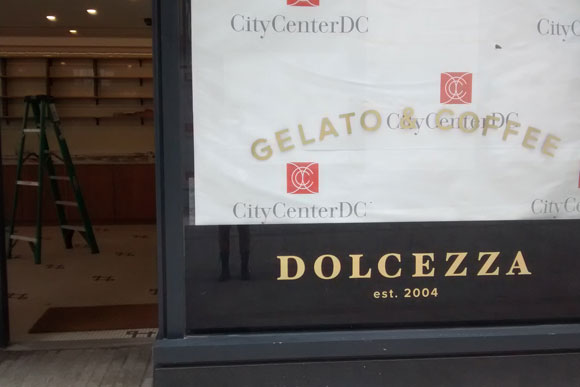 CityCenterDC
CityCenterDC
GELATO & COFFEE
CityCenterDC
CityCenterDC
CityCenterDC
DOLCEZZA
est. 2004